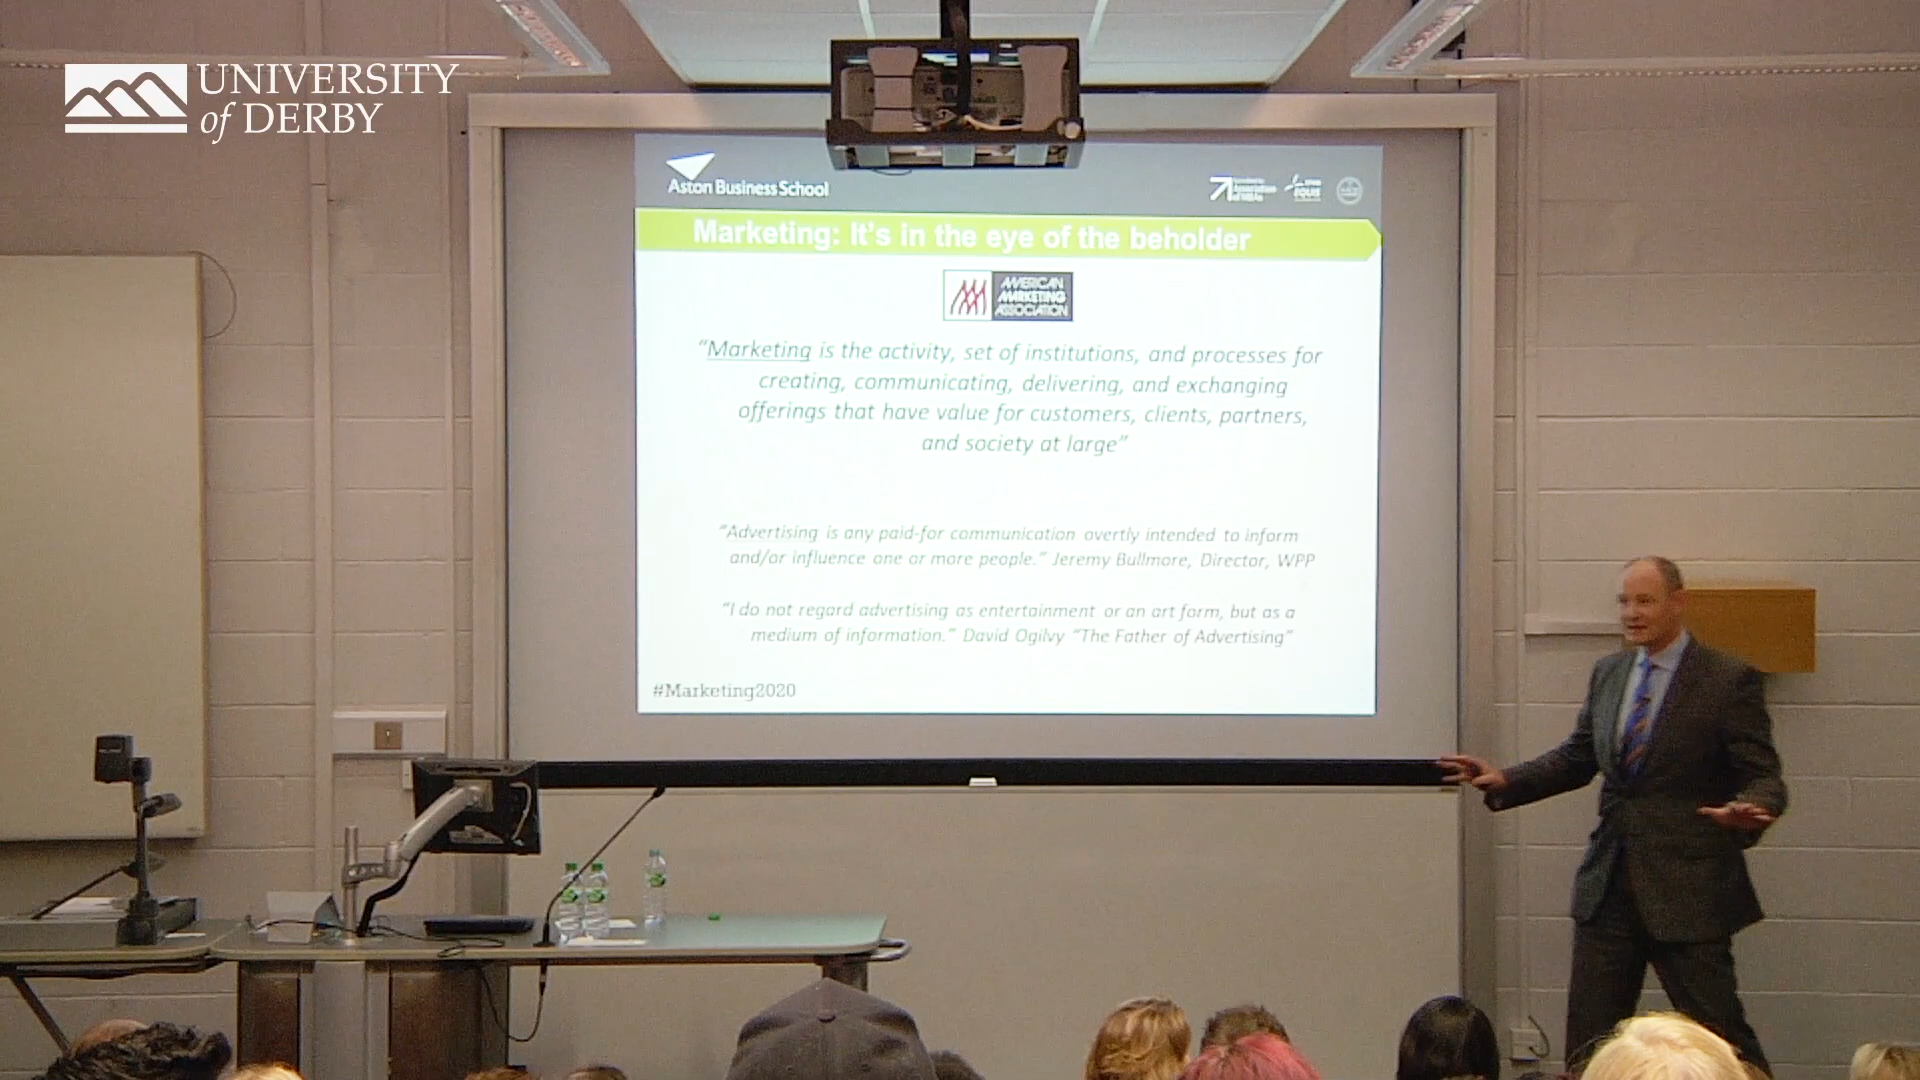 UNIVERSITY
of DERBY
Aston Business School
Association
of MBAs
EQUIS
Marketing: It's in the eye of the beholder
AMERICAN
MARKETING
ASSOCIATION
“Marketing is the activity, set of institutions, and processes for
creating, communicating, delivering, and exchanging
offerings that have value for customers, clients, partners,
and society at large”
“Advertising is any paid-for communication overtly intended to inform
and/or influence one or more people.” Jeremy Bullmore, Director, WPP
“I do not regard advertising as entertainment or an art form, but as a
medium of information.” David Ogilvy “The Father of Advertising”
#Marketing2020